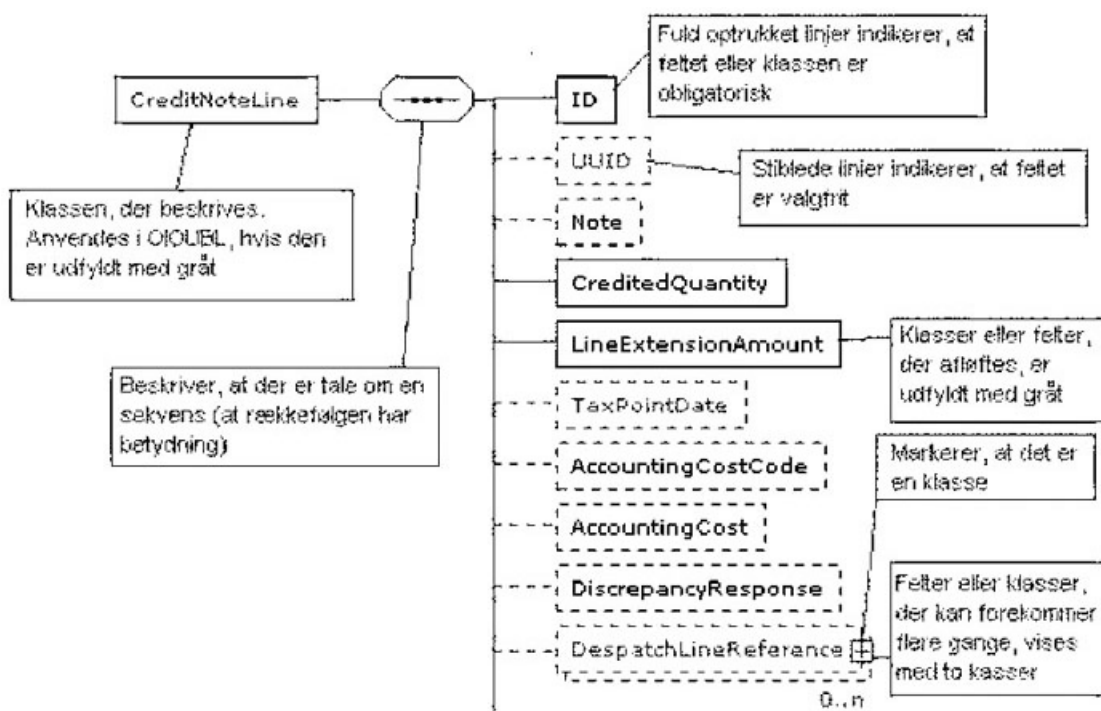 Fuld optrukket linjer indikerer, at
feltet eller klassen er
obligatorisk
CreditNoteLine
ID
UUID
Stiblede linier indikerer, at feltet
er valgfrit
Klassen, der beskrives.
Anvendes i OIOUBL, hvis den
er udfyldt med gråt
Note
CreditedQuantity
LineExtensionAmount
Klasser eller felter,
der afløftes, er
udfyldt med gråt
Beskriver, at der er tale om en
sekvens (at rækkefølgen har
betydning)
TaxPointDate
AccountingCostCode
Markerer, at det er
en klasse
AccountingCost
DiscrepancyResponse
Felter eller klasser,
der kan forekommer
flere gange, vises
med to kasser
DespatchLineReference
0..n